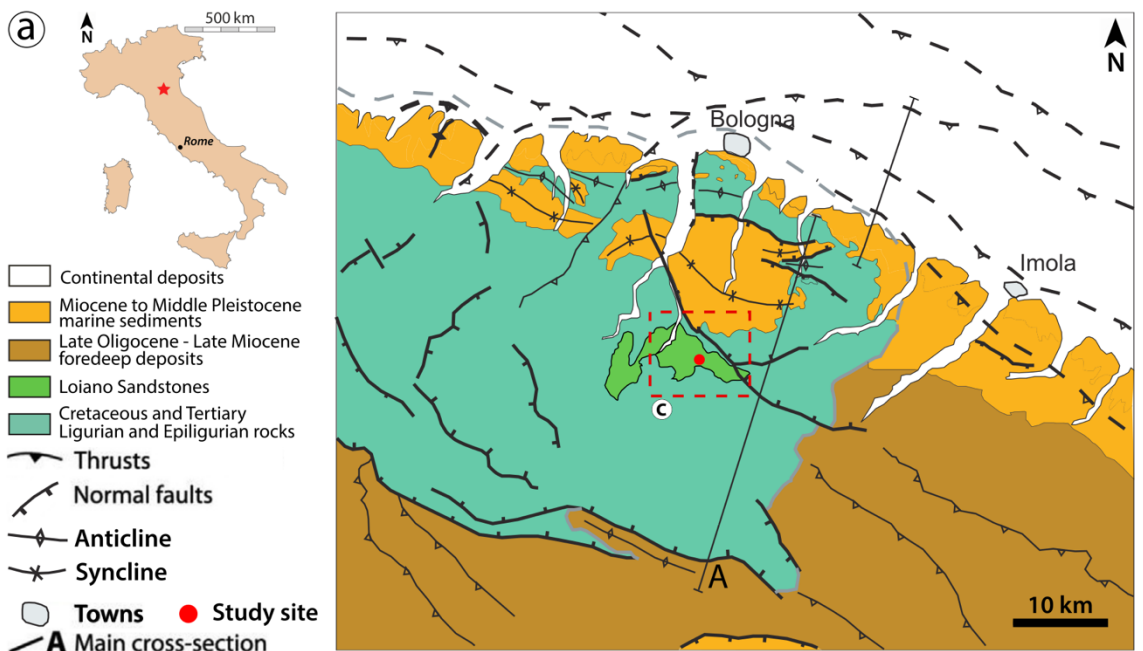 a
N
500 km
Rome
Continental deposits
Miocene to Middle Pleistocene
marine sediments
Late Oligocene - Late Miocene
foredeep deposits
Loiano Sandstones
Cretaceous and Tertiary
Ligurian and Epiligurian rocks
Thrusts
Normal faults
Anticline
Syncline
Towns
Study site
A Main cross-section
N
Bologna
Imola
c
A
10 km